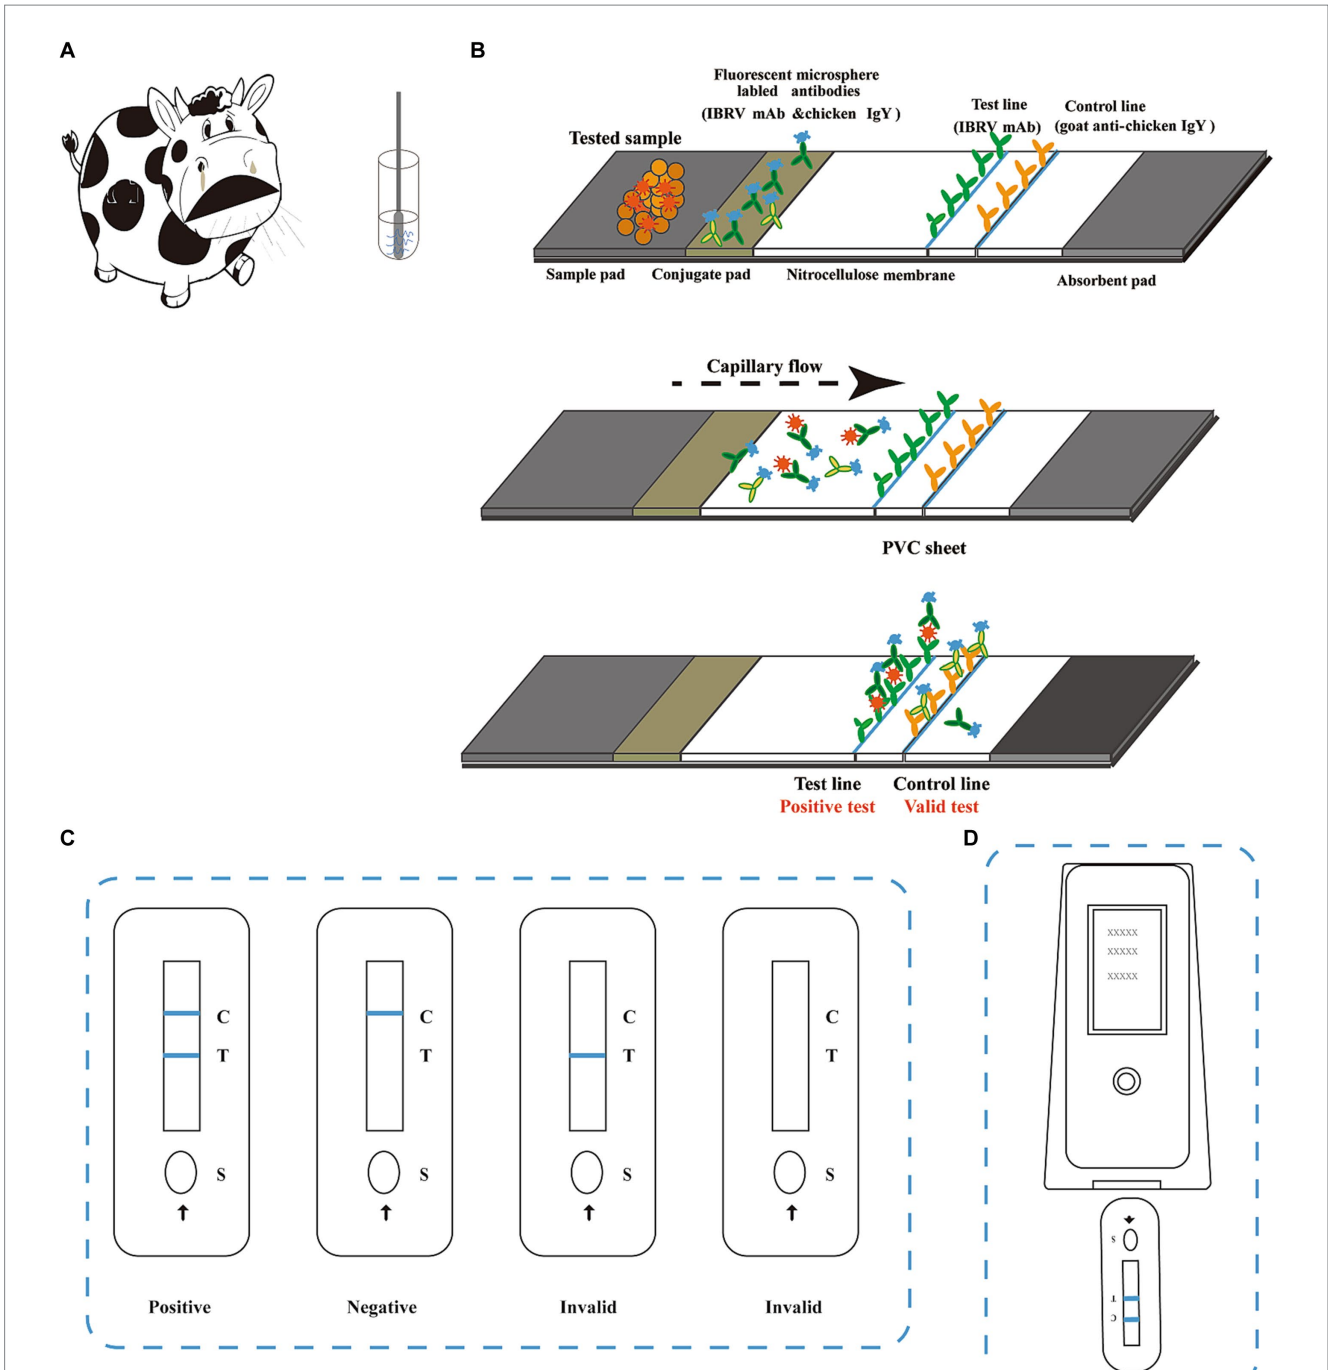 A
B
Fluorescent microsphere
labled antibodies
(IBRV mAb &chicken IgY)
Test line
(IBRV mAb)
Control line
(goat anti-chicken IgY)
Tested sample
Sample pad
Conjugate pad
Nitrocellulose membrane
Absorbent pad
Capillary flow
PVC sheet
Test line
Positive test
Control line
Valid test
C
C
T
S
Positive
C
T
S
Negative
C
T
S
Invalid
C
T
S
Invalid
D
XXXXX
XXXXX
XXXXX
S
T
C